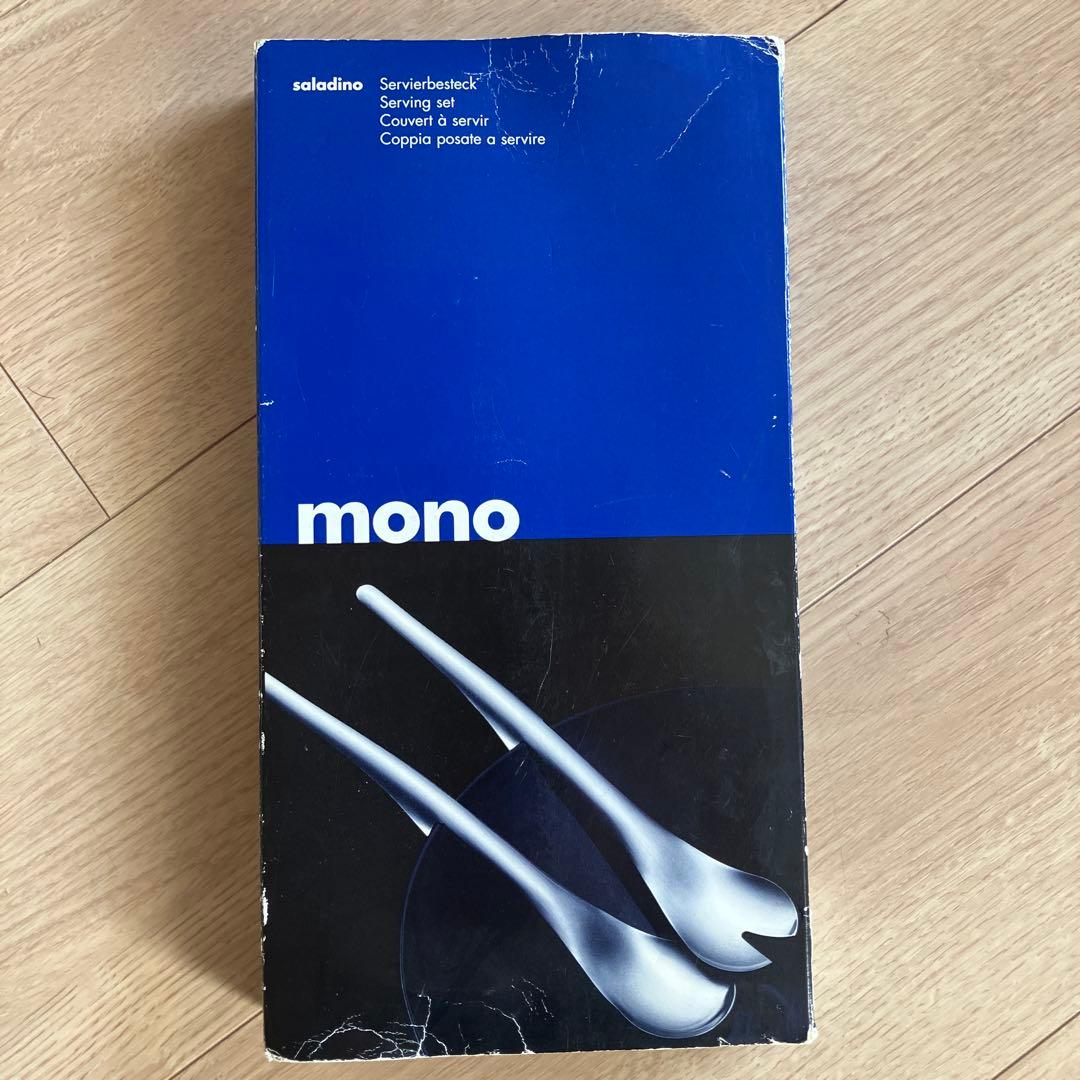 saladino Servierbesteck
Serving set
Couvert à servir
Coppia posate a servire
mono